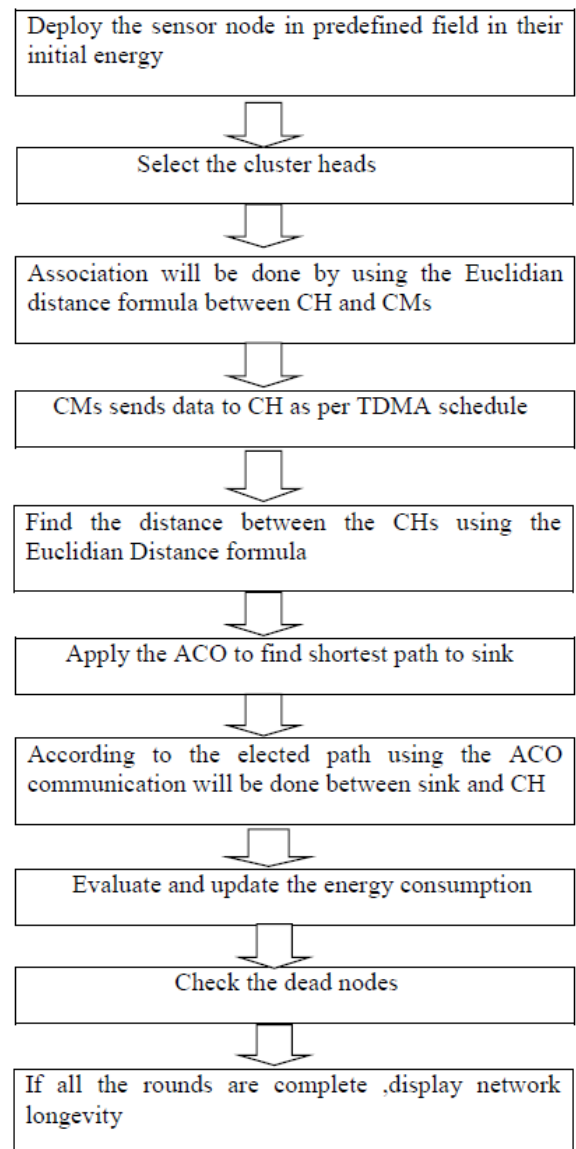 Deploy the sensor node in predefined field in their
initial energy
Select the cluster heads
Association will be done by using the Euclidian
distance formula between CH and CMs
CMs sends data to CH as per TDMA schedule
Find the distance between the CHs using the
Euclidian Distance formula
Apply the ACO to find shortest path to sink
According to the elected path using the ACO
communication will be done between sink and CH
Evaluate and update the energy consumption
Check the dead nodes
If all the rounds are complete ,display network
longevity